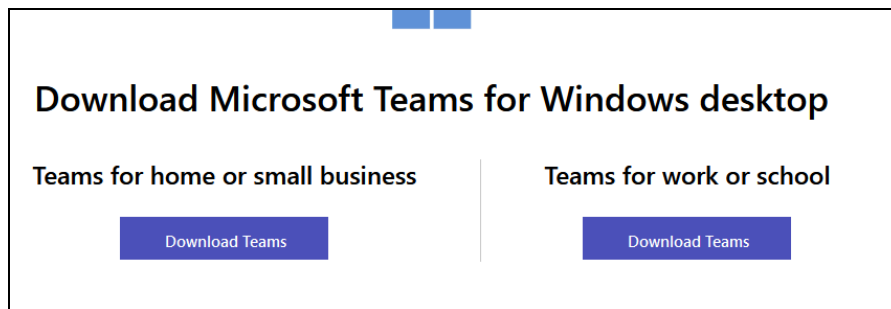 Download Microsoft Teams for Windows desktop
Teams for home or small business
Download Teams
Teams for work or school
Download Teams